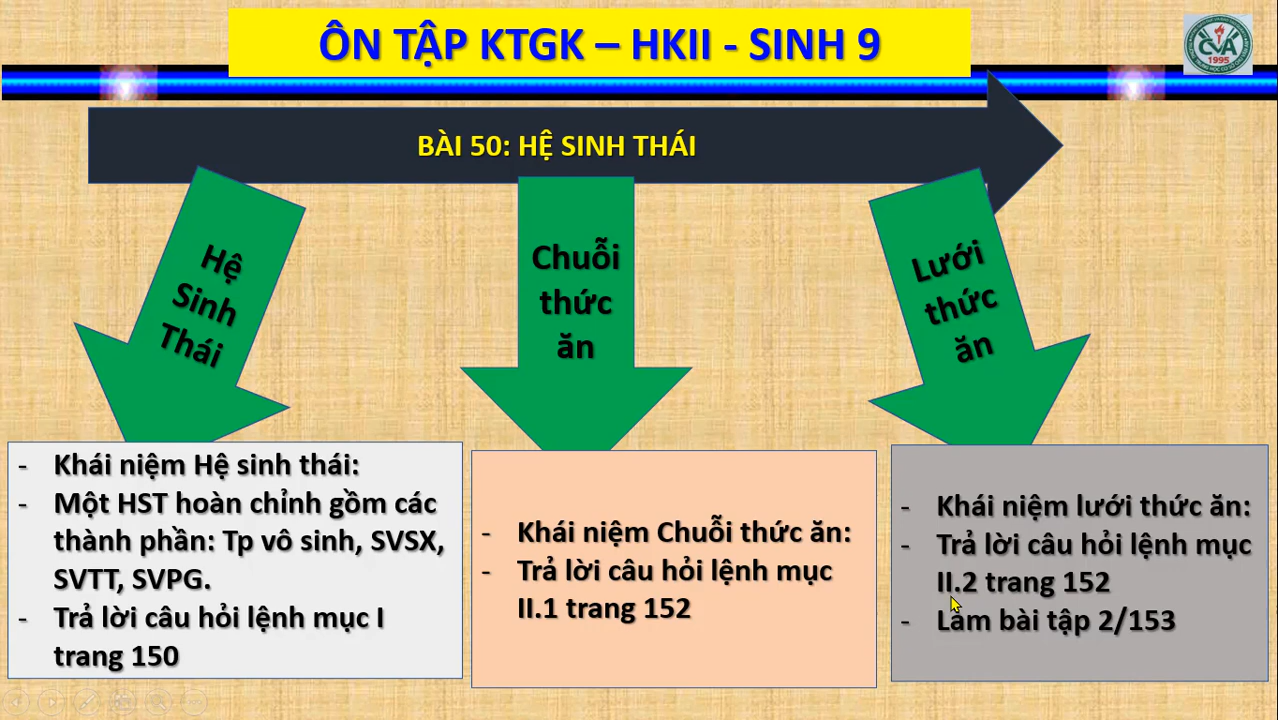 ÔN TẬP KTGK – HKII - SINH 9
CVA
1995
BÀI 50: HỆ SINH THÁI
Hệ
Sinh
Thái
Chuỗi
thức
ăn
Lưới
thức
ăn
- Khái niệm Hệ sinh thái:
- Một HST hoàn chỉnh gồm các
thành phần: Tp vô sinh, SVSX,
SVTT, SVPG.
- Trả lời câu hỏi lệnh mục I
trang 150
- Khái niệm Chuỗi thức ăn:
- Trả lời câu hỏi lệnh mục
II.1 trang 152
- Khái niệm lưới thức ăn:
- Trả lời câu hỏi lệnh mục
II.2 trang 152
- Làm bài tập 2/153